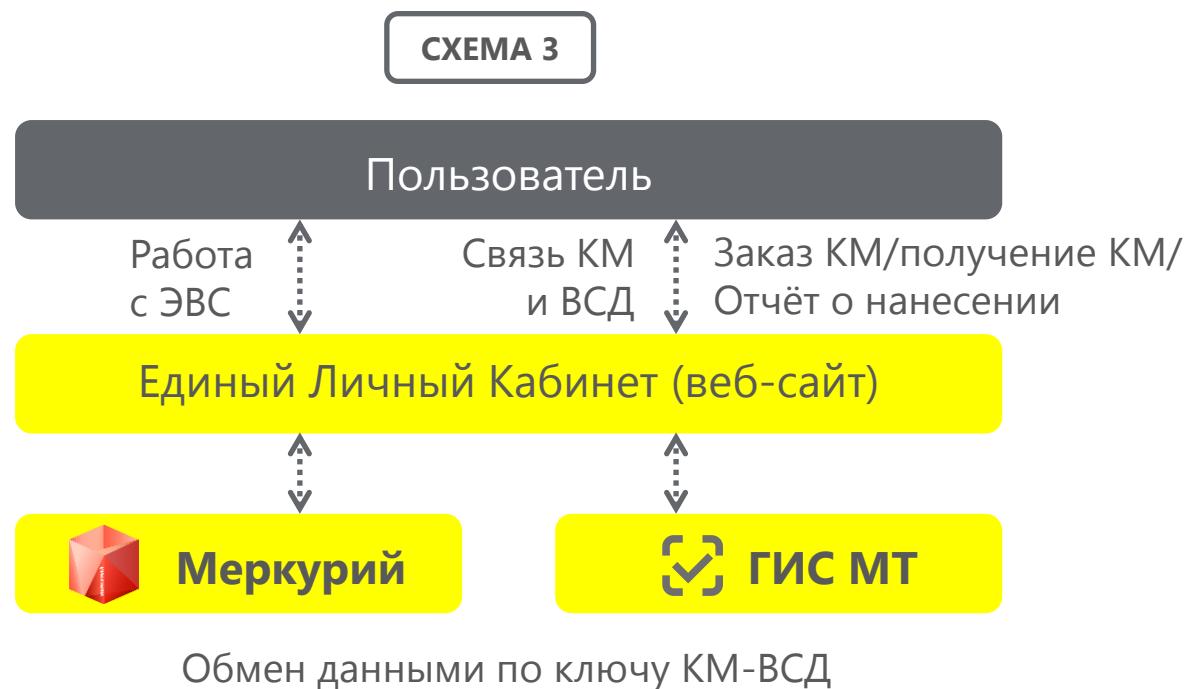 СХЕМА 3
Пользователь
Работа
с ЭВС
Связь КМ
и ВСД
Заказ КМ/получение КМ/
Отчёт о нанесении
Единый Личный Кабинет (веб-сайт)
Меркурий
ГИС МТ
Обмен данными по ключу КМ-ВСД